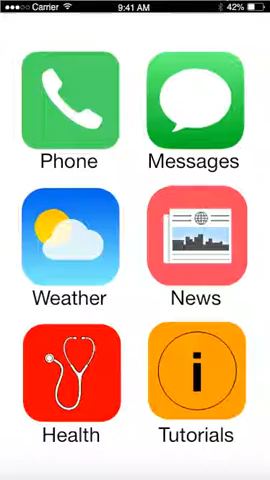 Carrier 9:41 AM 42%
Phone Messages
Weather News
i
Health Tutorials